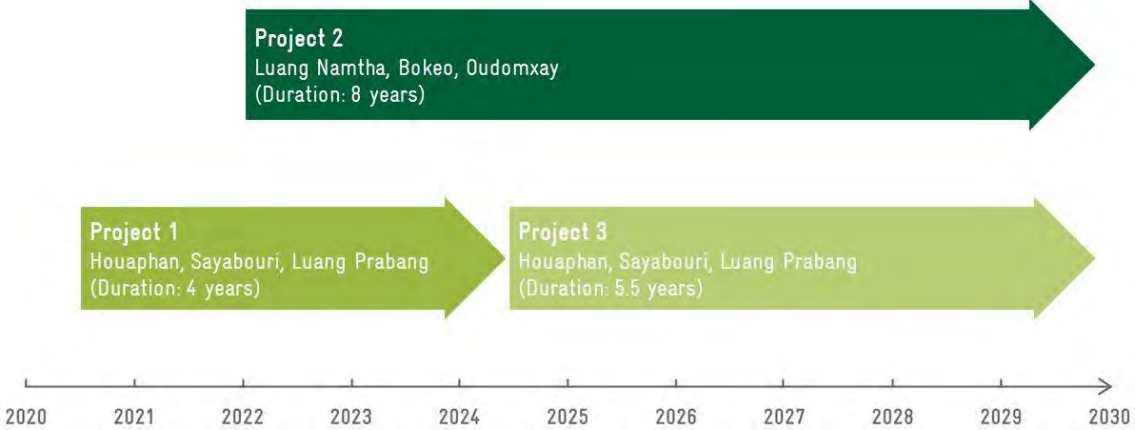 Project 2
Luang Namtha, Bokeo, Oudomxay
(Duration: 8 years)
Project 1
Houaphan, Sayabouri, Luang Prabang
(Duration: 4 years)
Project 3
Houaphan, Sayabouri, Luang Prabang
(Duration: 5.5 years)
2020 2021 2022 2023 2024 2025 2026 2027 2028 2029 2030